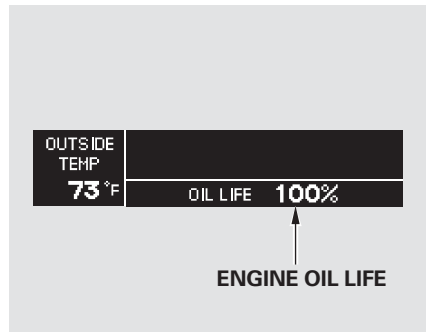 OUTSIDE
TEMP
73°F
OIL LIFE 100%
ENGINE OIL LIFE